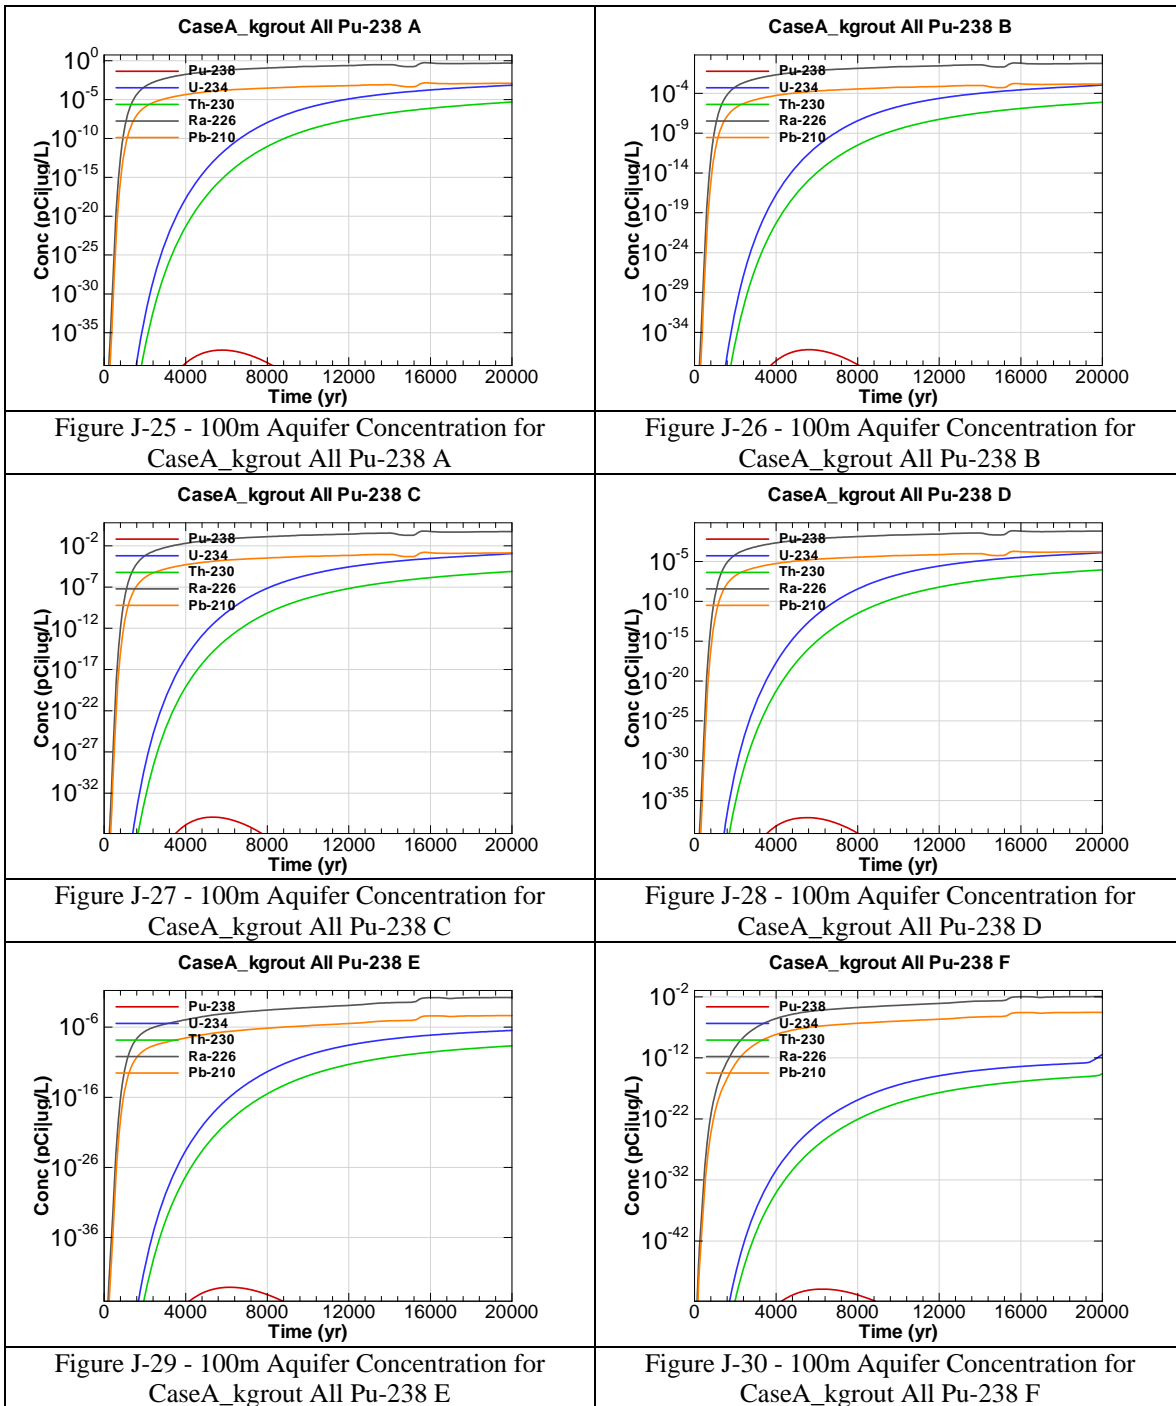 CaseA_kgrout All Pu-238 A
Conc (pCi|ug/L)
10^0
10^-5
10^-10
10^-15
10^-20
10^-25
10^-30
10^-35
Pu-238
U-234
Th-230
Ra-226
Pb-210
0 4000 8000 12000 16000 20000
Time (yr)
Figure J-25 - 100m Aquifer Concentration for
CaseA_kgrout All Pu-238 A
CaseA_kgrout All Pu-238 B
Conc (pCi|ug/L)
10^-4
10^-9
10^-14
10^-19
10^-24
10^-29
10^-34
Pu-238
U-234
Th-230
Ra-226
Pb-210
0 4000 8000 12000 16000 20000
Time (yr)
Figure J-26 - 100m Aquifer Concentration for
CaseA_kgrout All Pu-238 B
CaseA_kgrout All Pu-238 C
Conc (pCi|ug/L)
10^-2
10^-7
10^-12
10^-17
10^-22
10^-27
10^-32
Pu-238
U-234
Th-230
Ra-226
Pb-210
0 4000 8000 12000 16000 20000
Time (yr)
Figure J-27 - 100m Aquifer Concentration for
CaseA_kgrout All Pu-238 C
CaseA_kgrout All Pu-238 D
Conc (pCi|ug/L)
10^-5
10^-10
10^-15
10^-20
10^-25
10^-30
10^-35
Pu-238
U-234
Th-230
Ra-226
Pb-210
0 4000 8000 12000 16000 20000
Time (yr)
Figure J-28 - 100m Aquifer Concentration for
CaseA_kgrout All Pu-238 D
CaseA_kgrout All Pu-238 E
Conc (pCi|ug/L)
10^-6
10^-16
10^-26
10^-36
Pu-238
U-234
Th-230
Ra-226
Pb-210
0 4000 8000 12000 16000 20000
Time (yr)
Figure J-29 - 100m Aquifer Concentration for
CaseA_kgrout All Pu-238 E
CaseA_kgrout All Pu-238 F
Conc (pCi|ug/L)
10^-2
10^-12
10^-22
10^-32
10^-42
Pu-238
U-234
Th-230
Ra-226
Pb-210
0 4000 8000 12000 16000 20000
Time (yr)
Figure J-30 - 100m Aquifer Concentration for
CaseA_kgrout All Pu-238 F